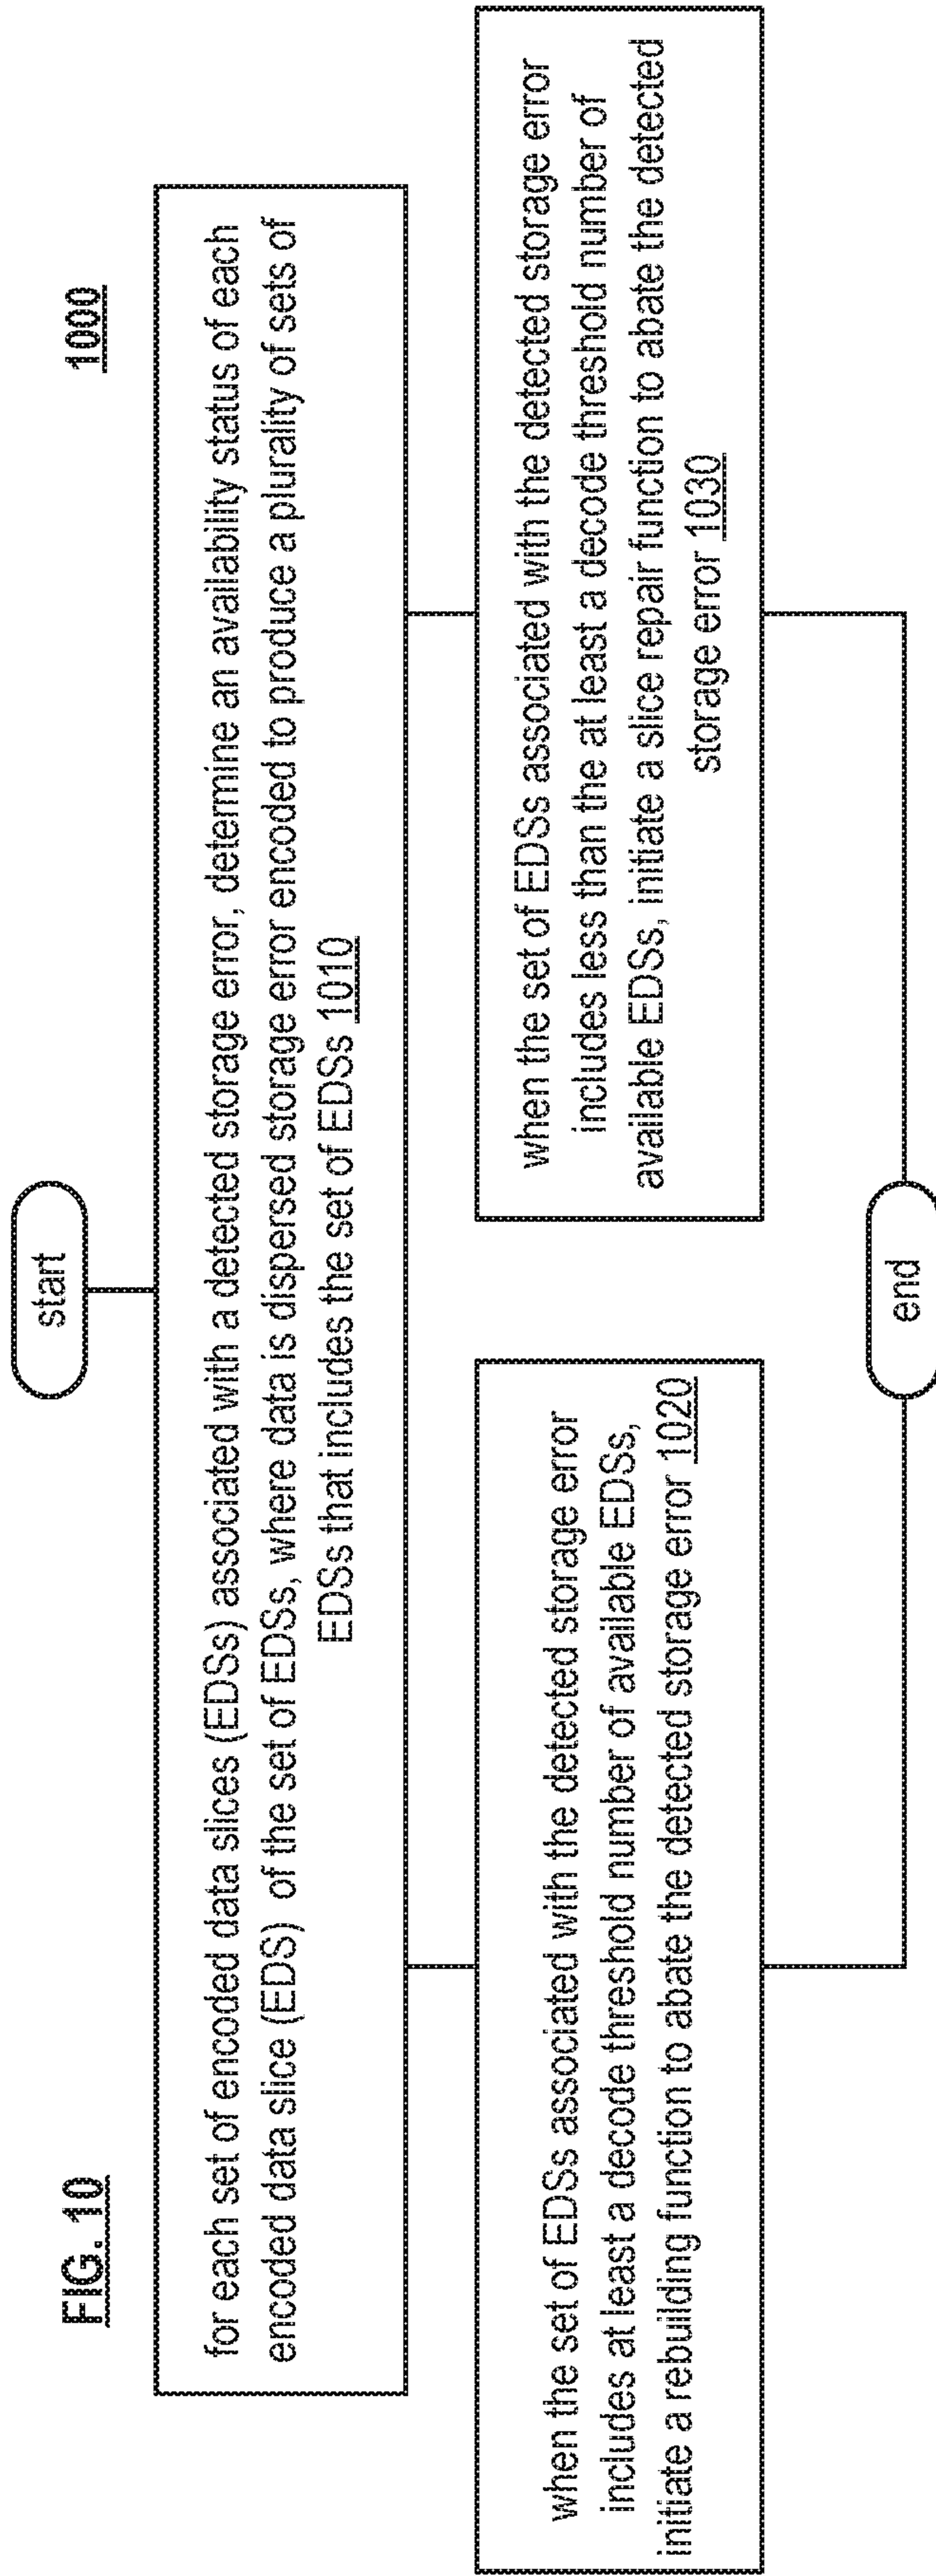 FIG. 10
1000
start
for each set of encoded data slices (EDSs) associated with a detected storage error, determine an availability status of each
encoded data slice (EDS) of the set of EDSs, where data is dispersed storage error encoded to produce a plurality of sets of
EDSs that includes the set of EDSs 1010
when the set of EDSs associated with the detected storage error
includes at least a decode threshold number of available EDSs,
initiate a rebuilding function to abate the detected storage error 1020
when the set of EDSs associated with the detected storage error
includes less than the at least a decode threshold number of
available EDSs, initiate a slice repair function to abate the detected
storage error 1030
end